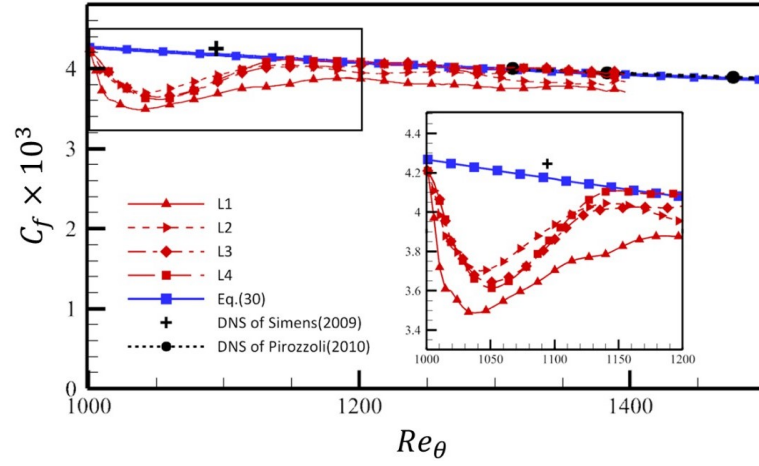 4
3
2
1
0
C_f × 10³
1000
1200
1400
Re_θ
L1
L2
L3
L4
Eq.(30)
DNS of Simens(2009)
DNS of Pirozzoli(2010)
4.4
4.2
4
3.8
3.6
3.4
1000
1050
1100
1150
1200